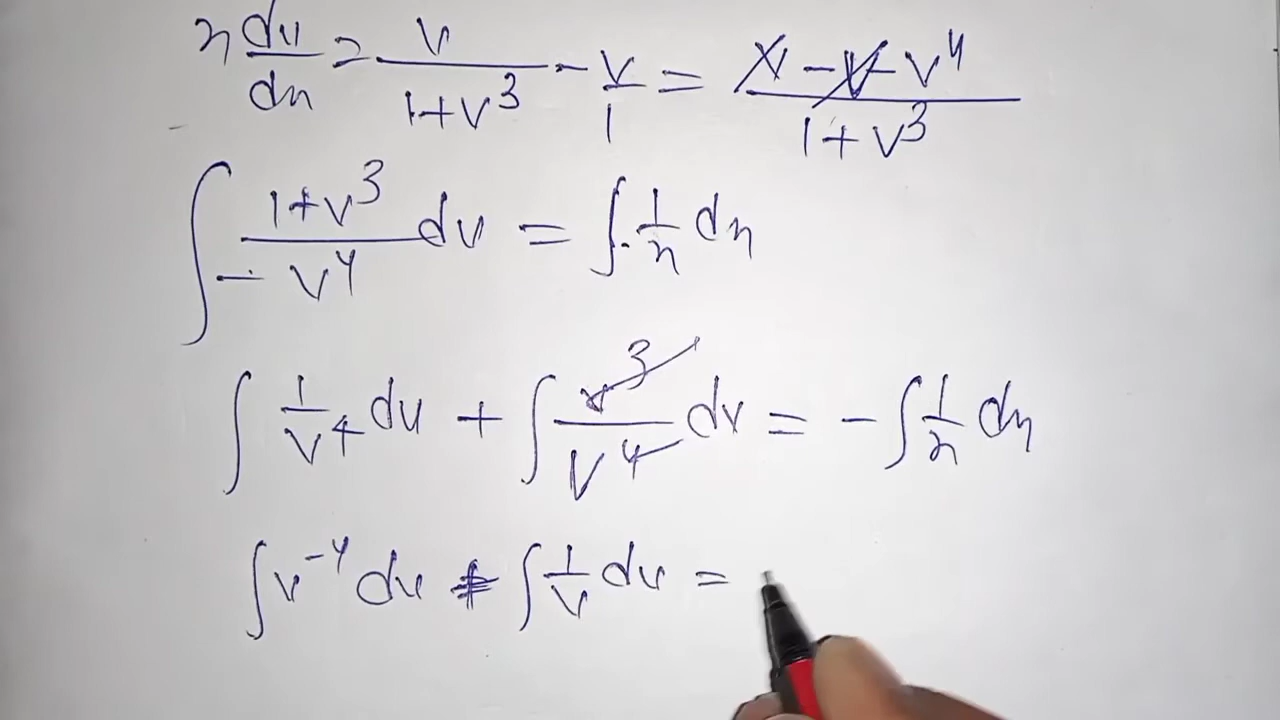 x dv/dx = v/(1+v³) - v/1 = (v - v - v⁴)/(1+v³)
∫ (1+v³)/(-v⁴) dv = ∫ 1/x dx
∫ 1/v⁴ dv + ∫ v³/v⁴ dv = -∫ 1/x dx
∫ v⁻⁴ dv + ∫ 1/v dv =